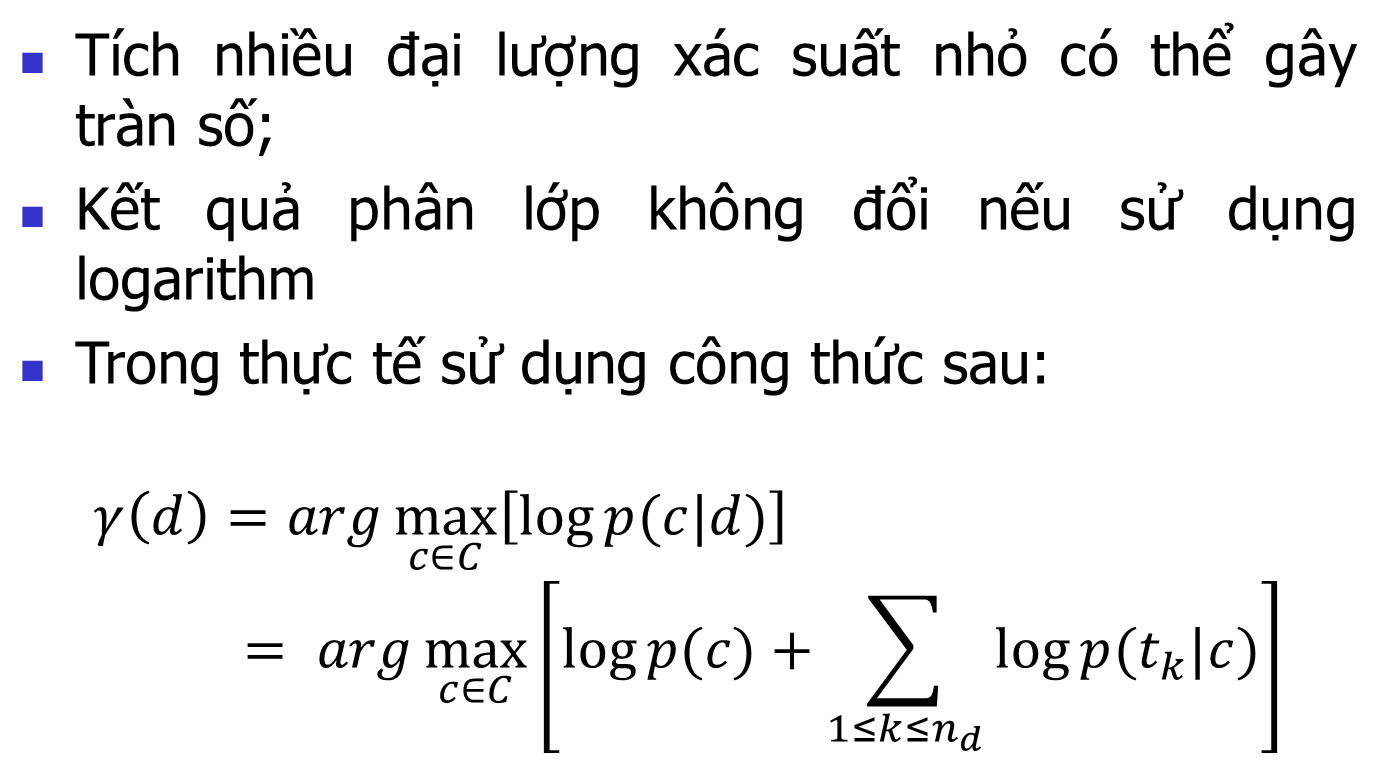 ▪ Tích nhiều đại lượng xác suất nhỏ có thể gây
tràn số;
▪ Kết quả phân lớp không đổi nếu sử dụng
logarithm
▪ Trong thực tế sử dụng công thức sau:
γ(d) = arg max_{c∈C}[log p(c|d)]
= arg max_{c∈C}[log p(c) + ∑_{1≤k≤n_d} log p(t_k|c)]